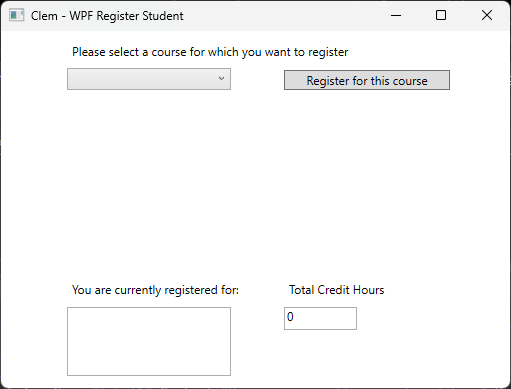 Clem - WPF Register Student
Please select a course for which you want to register
Register for this course
You are currently registered for:
Total Credit Hours
0